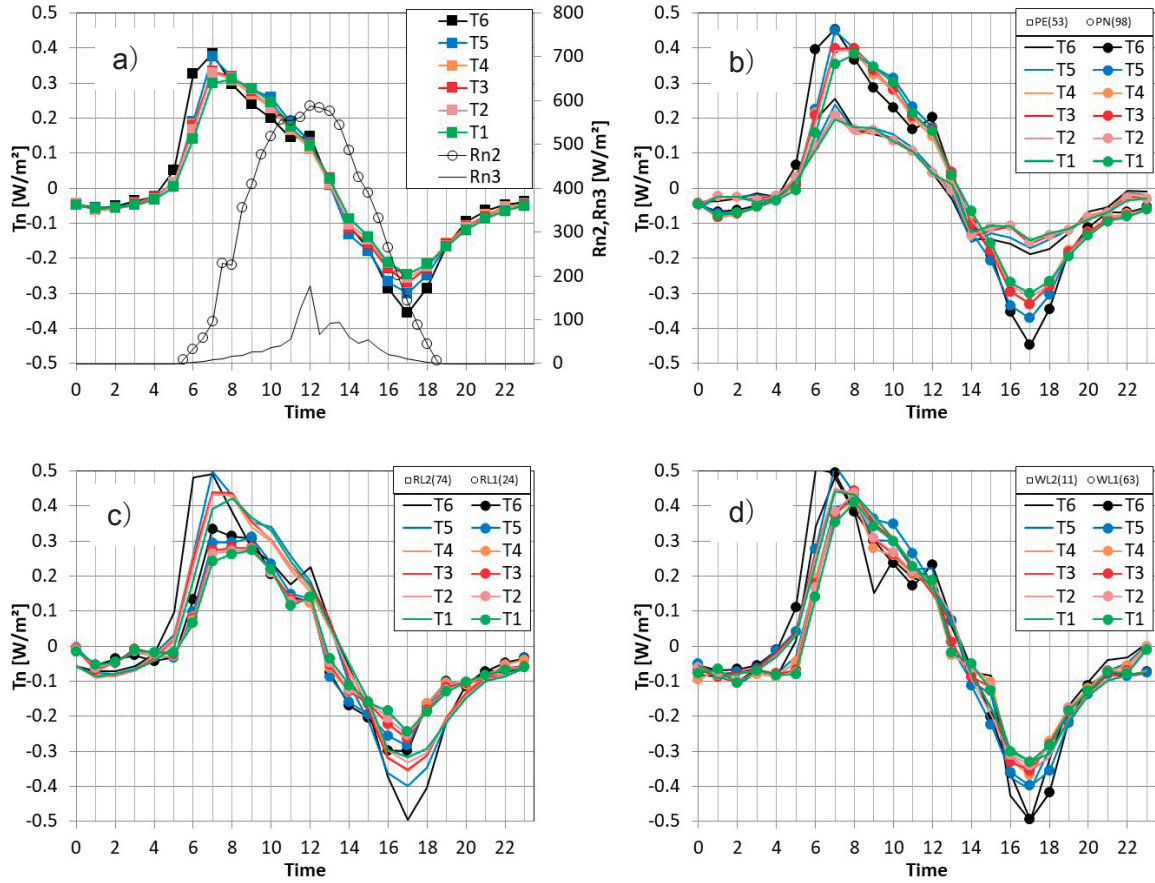 a)
Tn [W/m²]
0.5
0.4
0.3
0.2
0.1
0
-0.1
-0.2
-0.3
-0.4
-0.5
0 2 4 6 8 10 12 14 16 18 20 22
Time
800
700
600
500
400
300
200
100
0
Rn2,Rn3 [W/m²]
T6
T5
T4
T3
T2
T1
Rn2
Rn3
b)
Tn [W/m²]
0.5
0.4
0.3
0.2
0.1
0
-0.1
-0.2
-0.3
-0.4
-0.5
0 2 4 6 8 10 12 14 16 18 20 22
Time
PE(53) PN(98)
T6 T6
T5 T5
T4 T4
T3 T3
T2 T2
T1 T1
c)
Tn [W/m²]
0.5
0.4
0.3
0.2
0.1
0
-0.1
-0.2
-0.3
-0.4
-0.5
0 2 4 6 8 10 12 14 16 18 20 22
Time
RL2(74) RL1(24)
T6 T6
T5 T5
T4 T4
T3 T3
T2 T2
T1 T1
d)
Tn [W/m²]
0.5
0.4
0.3
0.2
0.1
0
-0.1
-0.2
-0.3
-0.4
-0.5
0 2 4 6 8 10 12 14 16 18 20 22
Time
WL2(11) WL1(63)
T6 T6
T5 T5
T4 T4
T3 T3
T2 T2
T1 T1